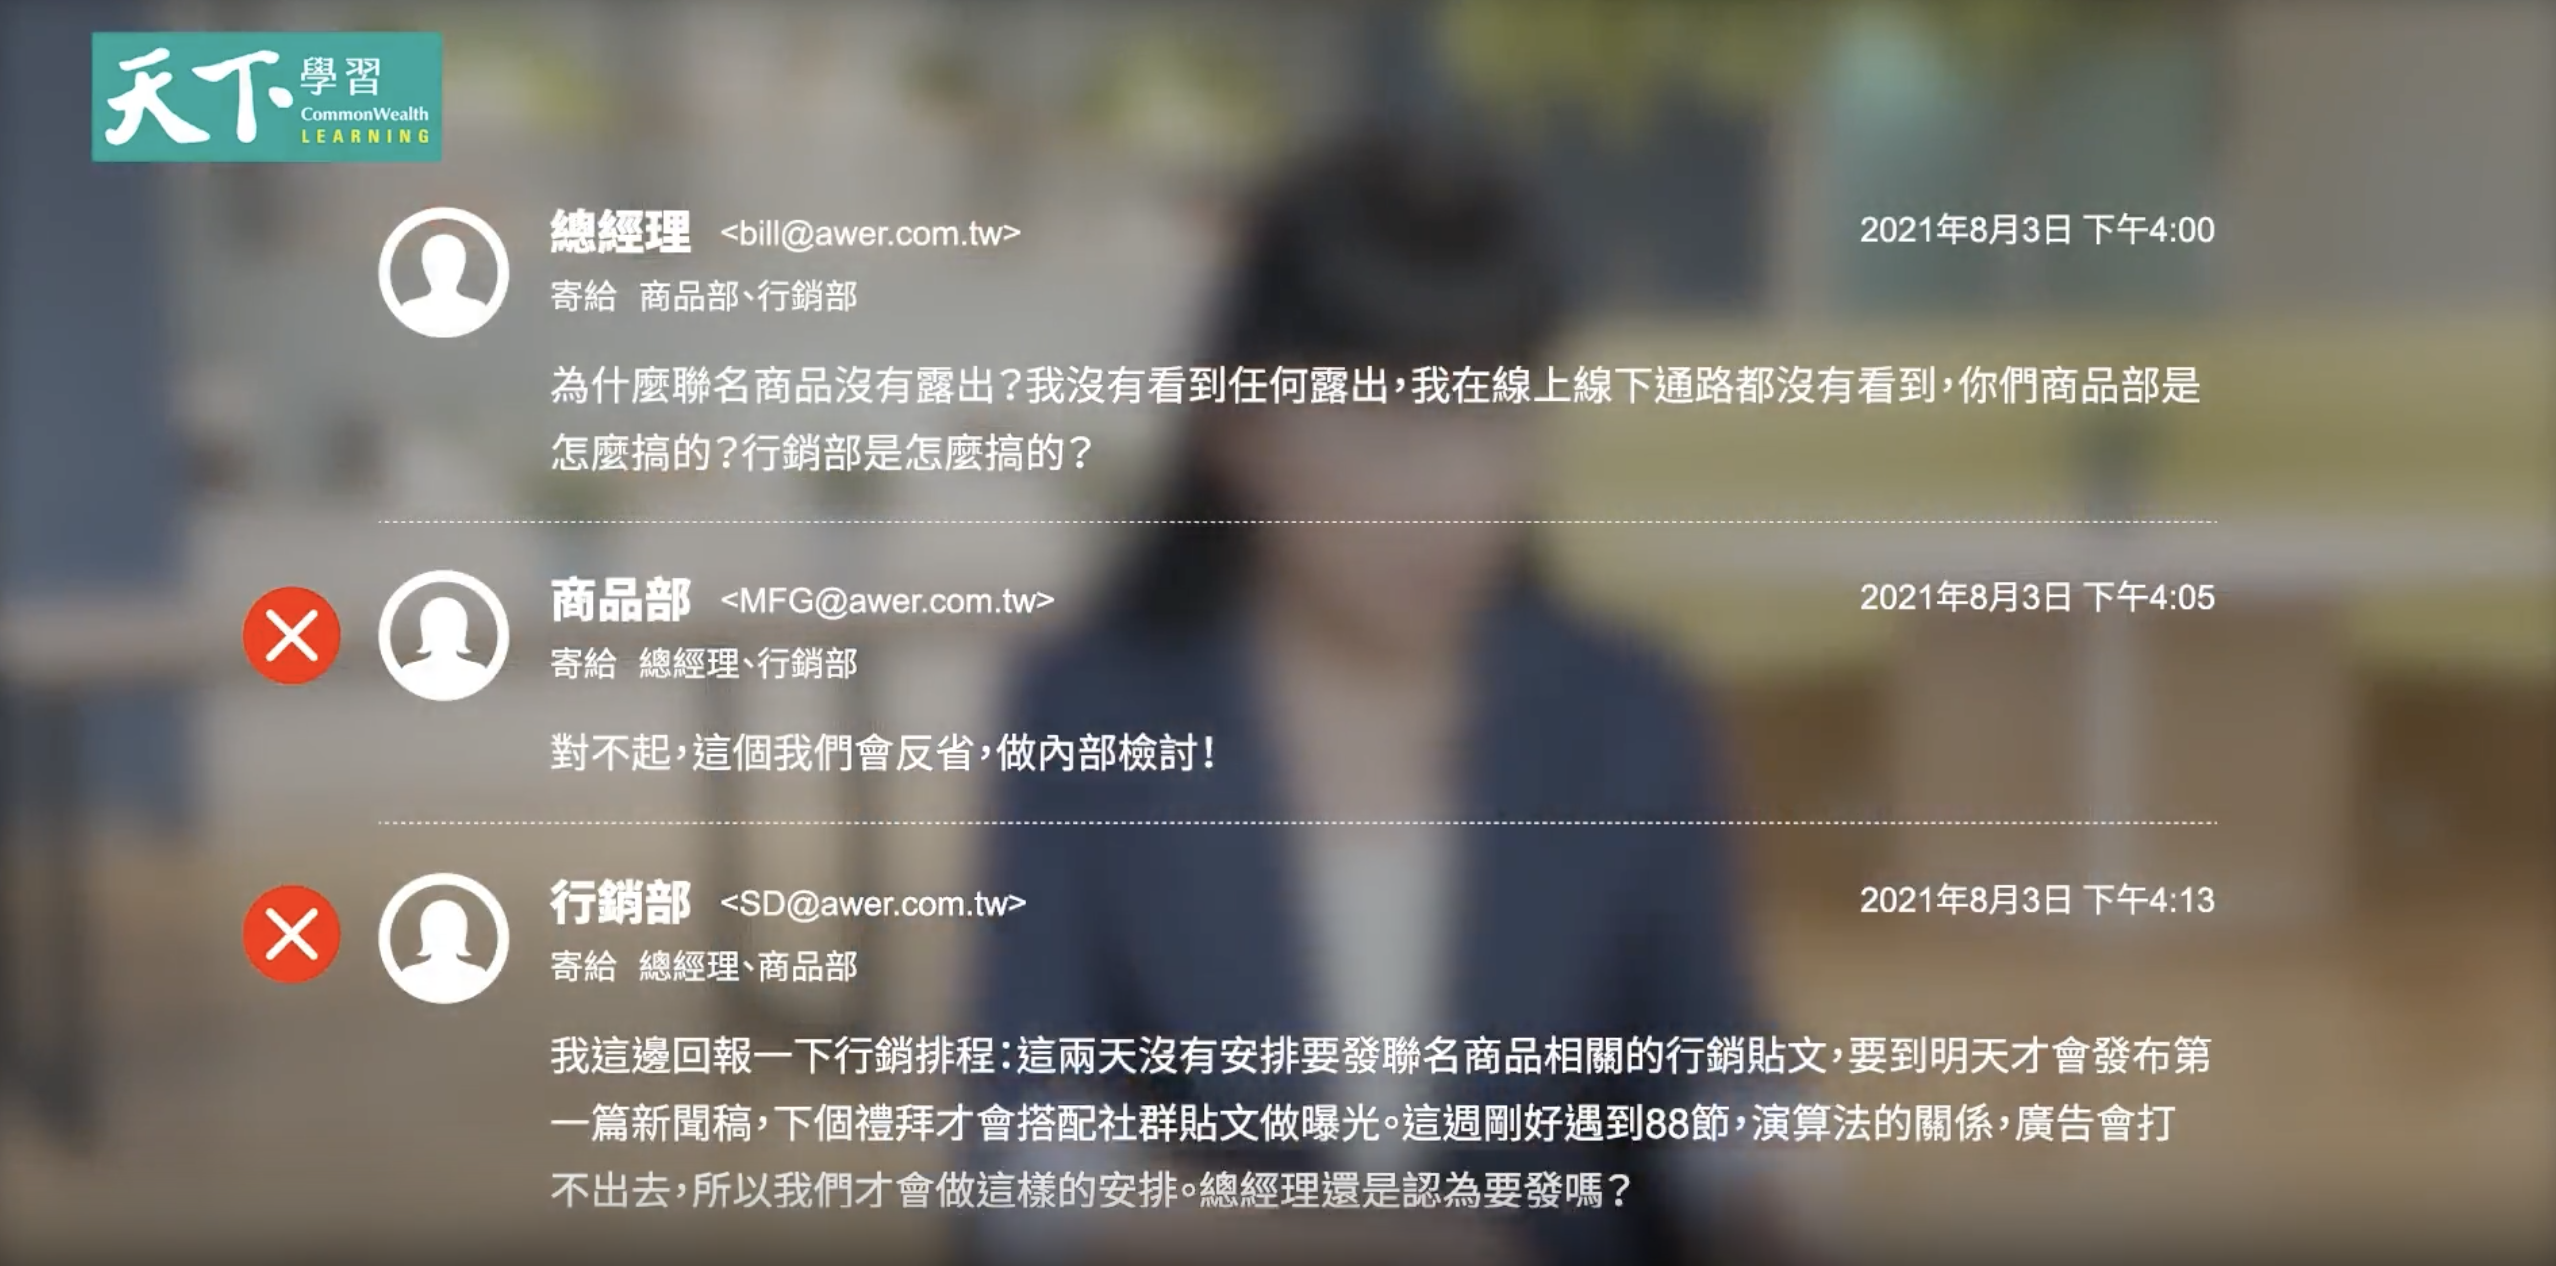 天下學習
CommonWealth
LEARNING
總經理 <bill@awer.com.tw> 2021年8月3日 下午4:00
寄給 商品部、行銷部
為什麼聯名商品沒有露出？我沒有看到任何露出，我在線上線下通路都沒有看到，你們商品部是
怎麼搞的？行銷部是怎麼搞的？
商品部 <MFG@awer.com.tw> 2021年8月3日 下午4:05
寄給 總經理、行銷部
對不起，這個我們會反省，做內部檢討！
行銷部 <SD@awer.com.tw> 2021年8月3日 下午4:13
寄給 總經理、商品部
我這邊回報一下行銷排程：這兩天沒有安排要發聯名商品相關的行銷貼文，要到明天才會發布第
一篇新聞稿，下個禮拜才會搭配社群貼文做曝光。這週剛好遇到88節，演算法的關係，廣告會打
不出去，所以我們才會做這樣的安排。總經理還是認為要發嗎？